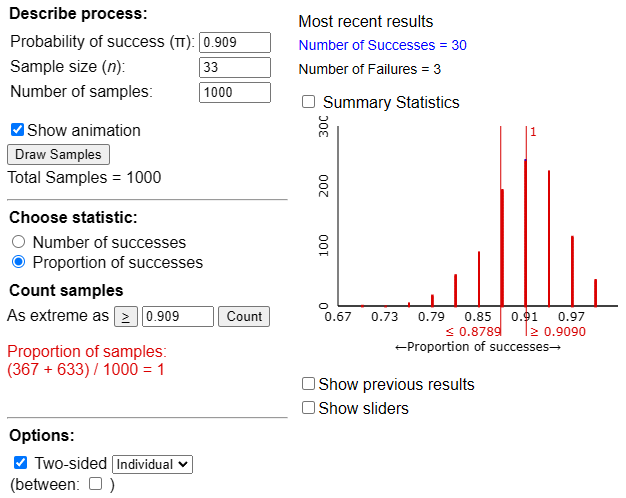 Describe process:
Probability of success (π): 0.909
Sample size (n): 33
Number of samples: 1000
Show animation
Draw Samples
Total Samples = 1000
Choose statistic:
Number of successes
Proportion of successes
Count samples
As extreme as ≥ 0.909 Count
Proportion of samples:
(367 + 633) / 1000 = 1
Options:
Two-sided Individual
(between: )
Most recent results
Number of Successes = 30
Number of Failures = 3
Summary Statistics
300
200
100
0
1
0.67 0.73 0.79 0.85 0.91 0.97
≤ 0.8789 ≥ 0.9090
←Proportion of successes→
Show previous results
Show sliders